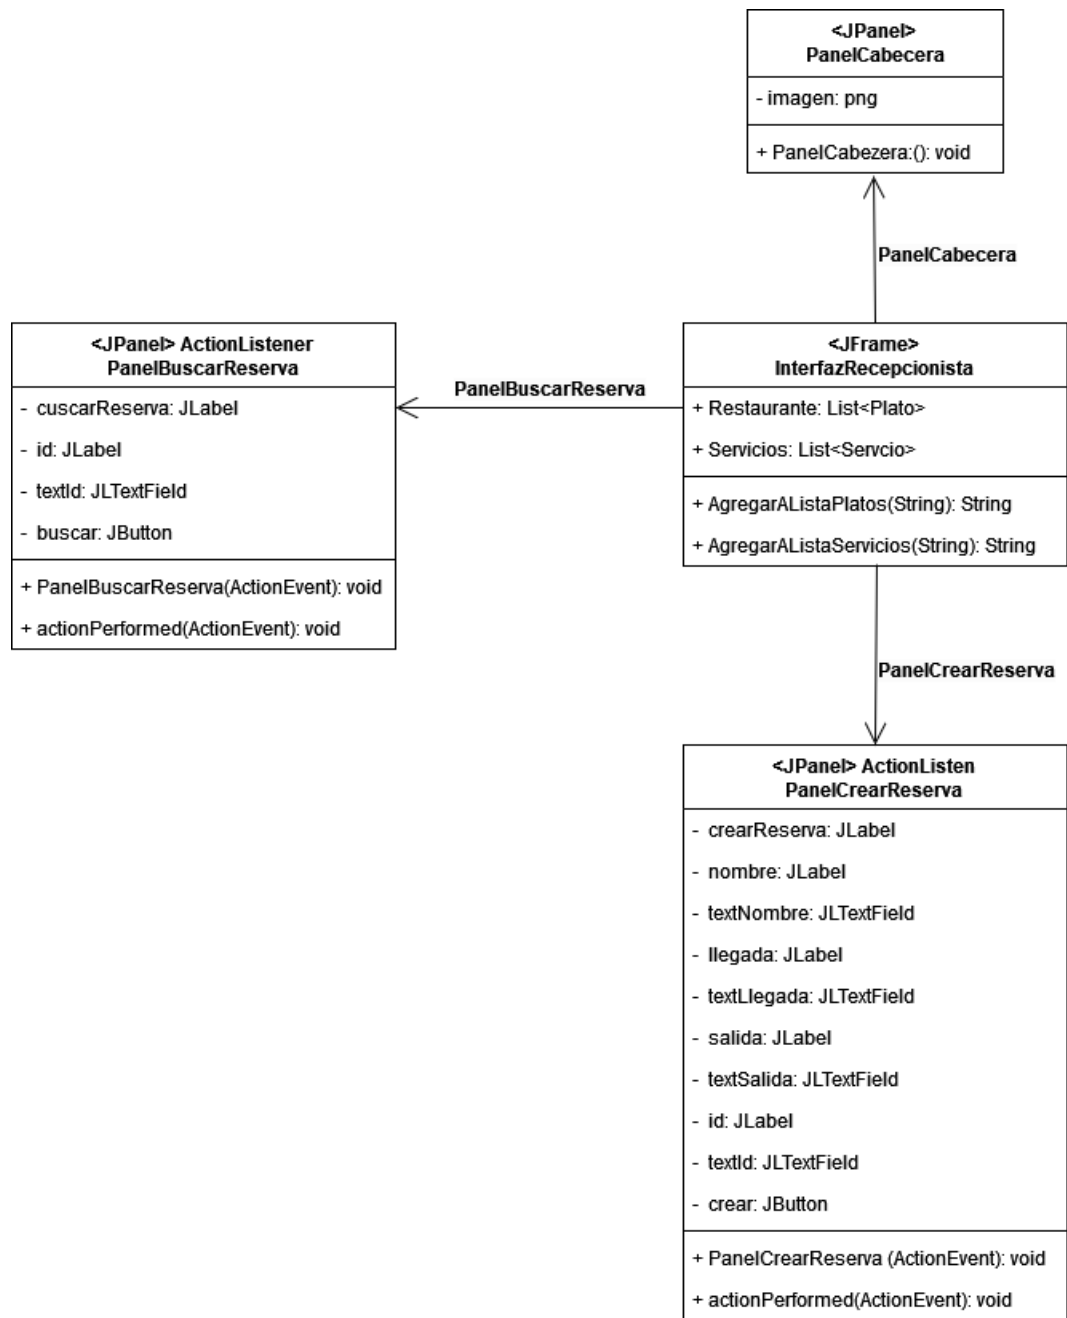 <JPanel>
PanelCabecera
- imagen: png
+ PanelCabezera:(): void
PanelCabecera
<JPanel> ActionListener
PanelBuscarReserva
- cuscarReserva: JLabel
- id: JLabel
- textId: JLTextField
- buscar: JButton
+ PanelBuscarReserva(ActionEvent): void
+ actionPerformed(ActionEvent): void
PanelBuscarReserva
<JFrame>
InterfazRecepcionista
+ Restaurante: List<Plato>
+ Servicios: List<Servcio>
+ AgregarAListaPlatos(String): String
+ AgregarAListaServicios(String): String
PanelCrearReserva
<JPanel> ActionListen
PanelCrearReserva
- crearReserva: JLabel
- nombre: JLabel
- textNombre: JLTextField
- llegada: JLabel
- textLlegada: JLTextField
- salida: JLabel
- textSalida: JLTextField
- id: JLabel
- textId: JLTextField
- crear: JButton
+ PanelCrearReserva (ActionEvent): void
+ actionPerformed(ActionEvent): void